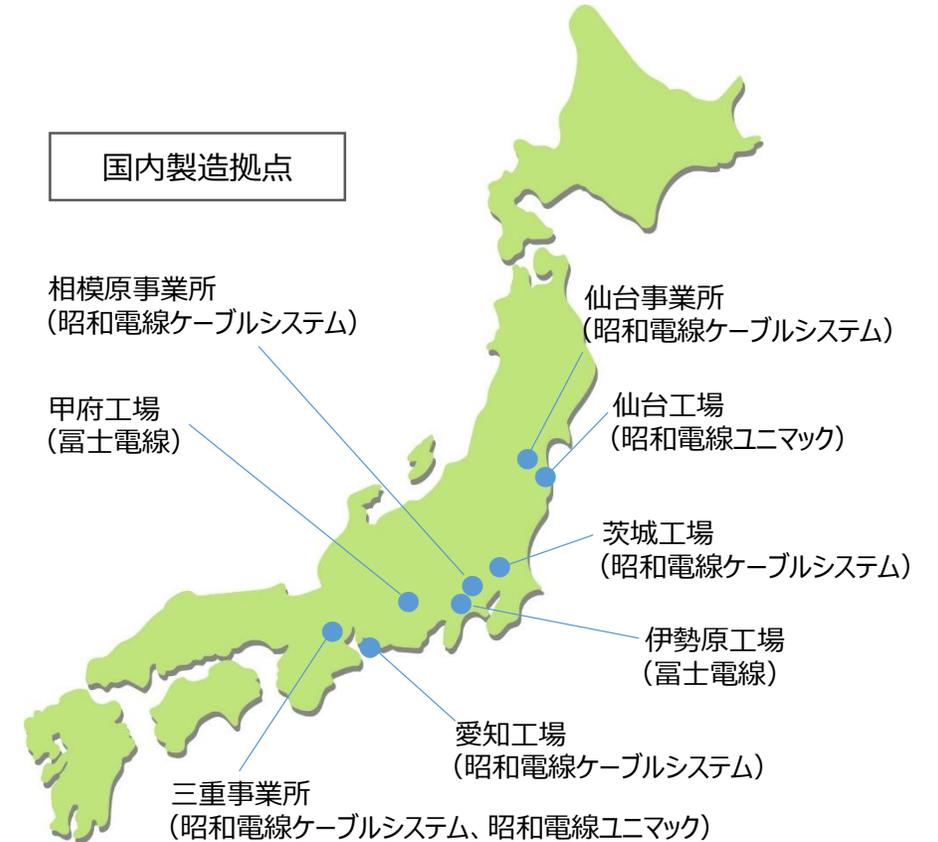 国内製造拠点
相模原事業所
（昭和電線ケーブルシステム）
甲府工場
（冨士電線）
仙台事業所
（昭和電線ケーブルシステム）
仙台工場
（昭和電線ユニマック）
茨城工場
（昭和電線ケーブルシステム）
伊勢原工場
（冨士電線）
愛知工場
（昭和電線ケーブルシステム）
三重事業所
（昭和電線ケーブルシステム、昭和電線ユニマック）